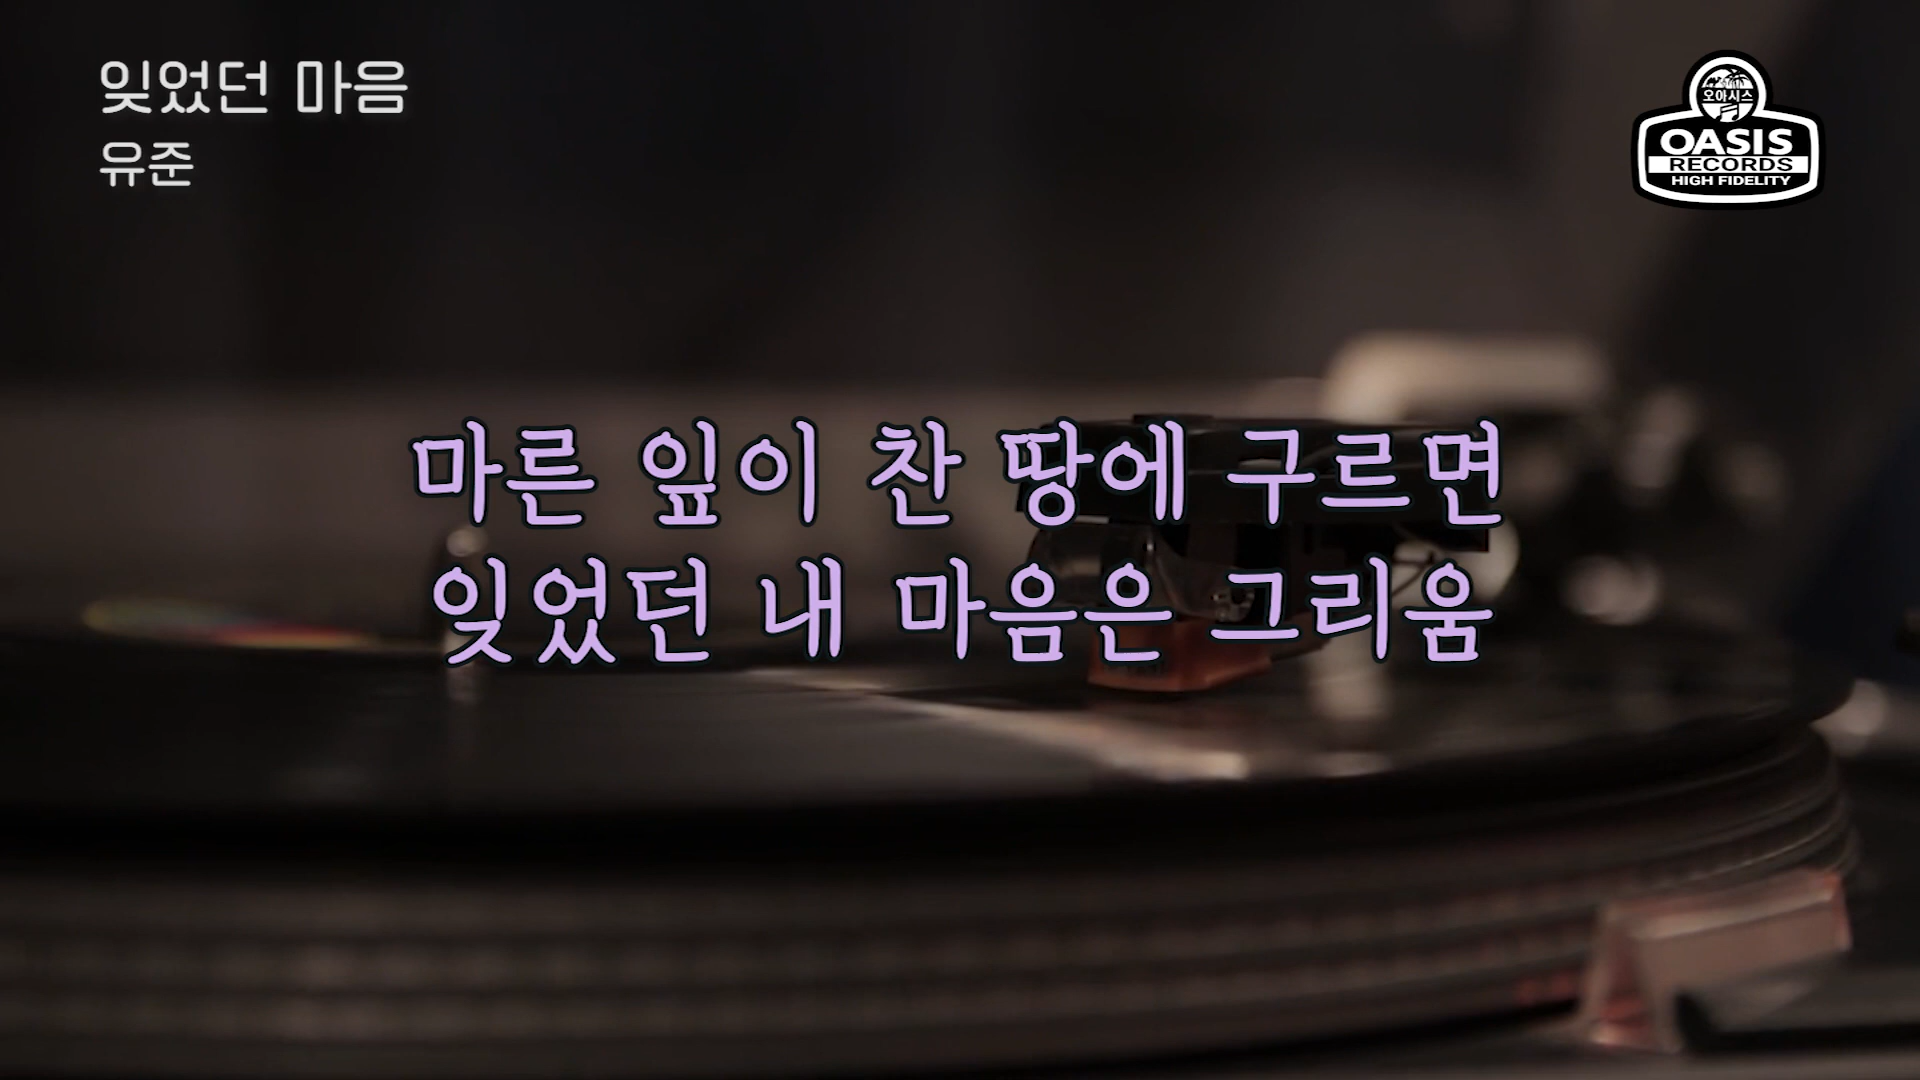 잊었던 마음
유준
오아시스
OASIS
RECORDS
HIGH FIDELITY
마른 잎이 찬 땅에 구르면
잊었던 내 마음은 그리움